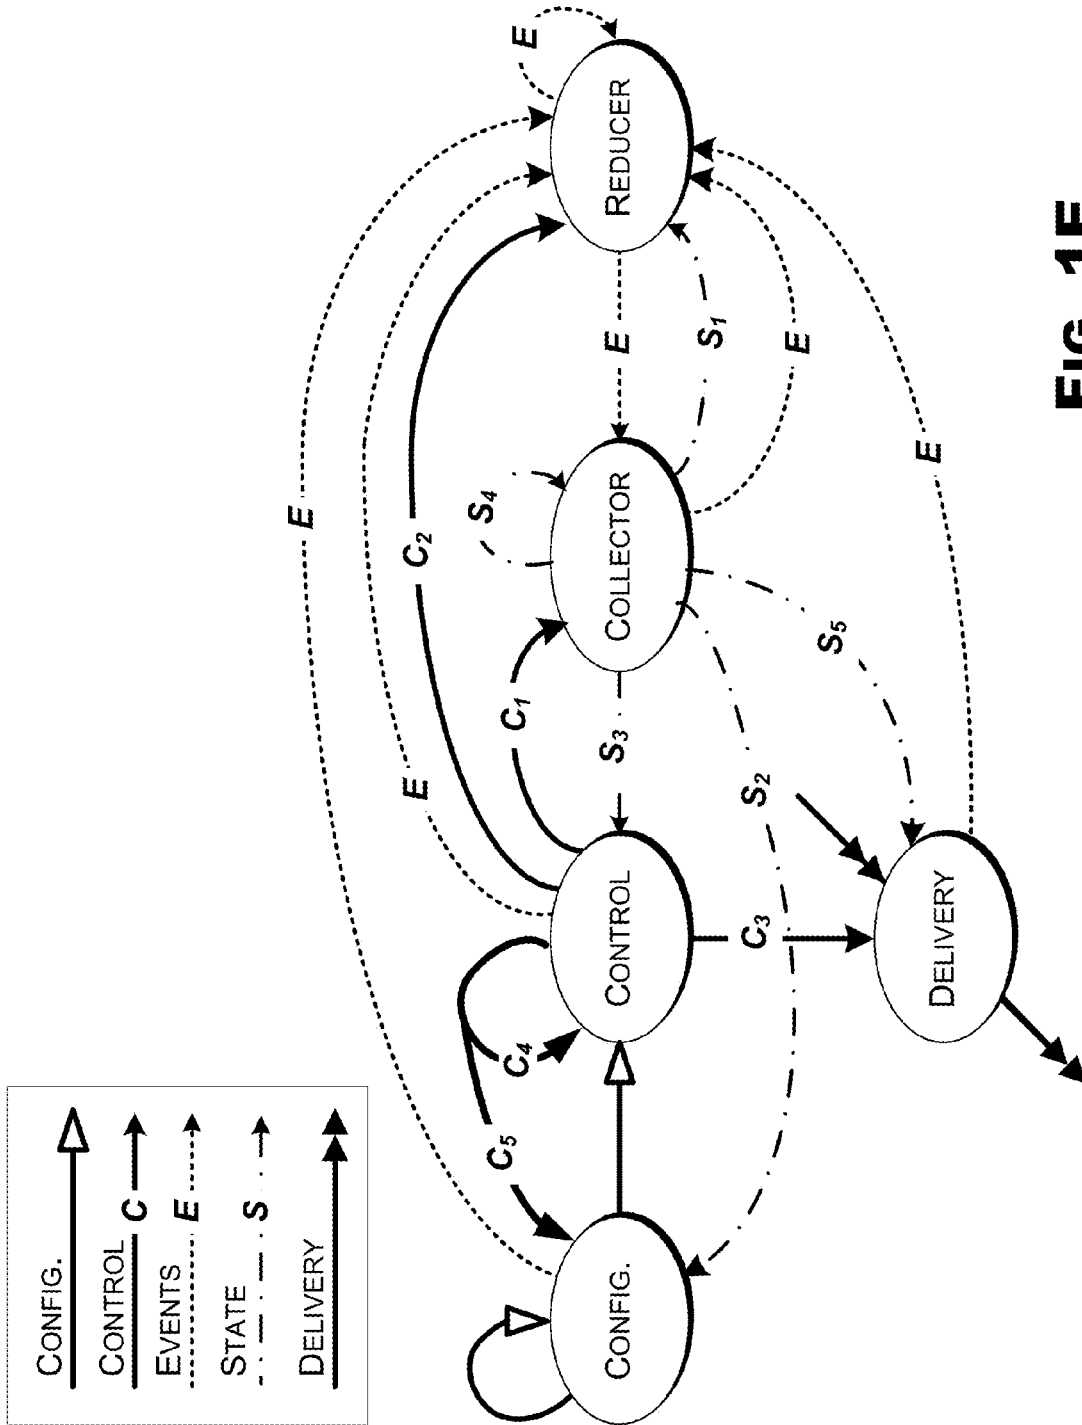 CONFIG.
CONTROL C
EVENTS E
STATE S
DELIVERY
E
E
C₂
S₄
C₅
C₄
C₁
E
CONFIG.
CONTROL
S₃
COLLECTOR
E
REDUCER
S₁
C₃
S₂
E
S₅
E
DELIVERY
FIG.